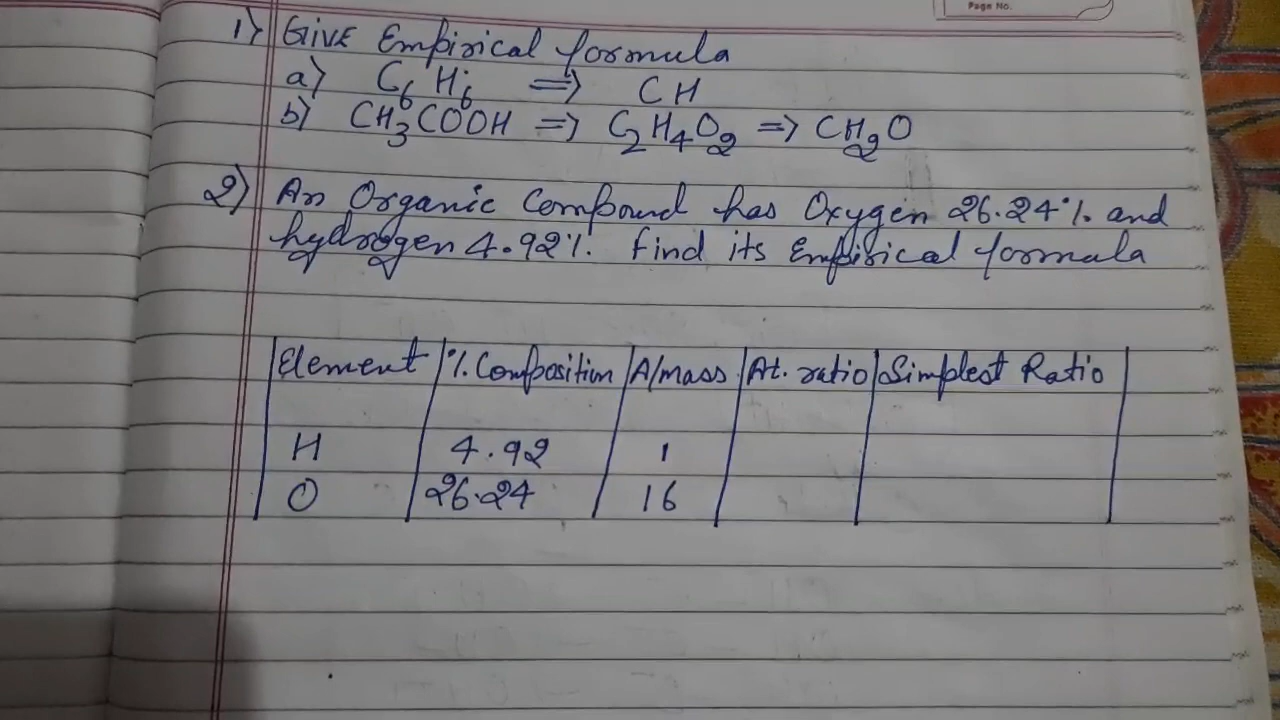 Page No.
1) GIVE Empirical formula
a) C6H6 => CH
b) CH3COOH => C2H4O2 => CH2O
2) An Organic Compound has Oxygen 26.24% and
hydrogen 4.92%. find its Empirical formula
Element % Composition A/mass At. ratio Simplest Ratio
H 4.92 1
O 26.24 16